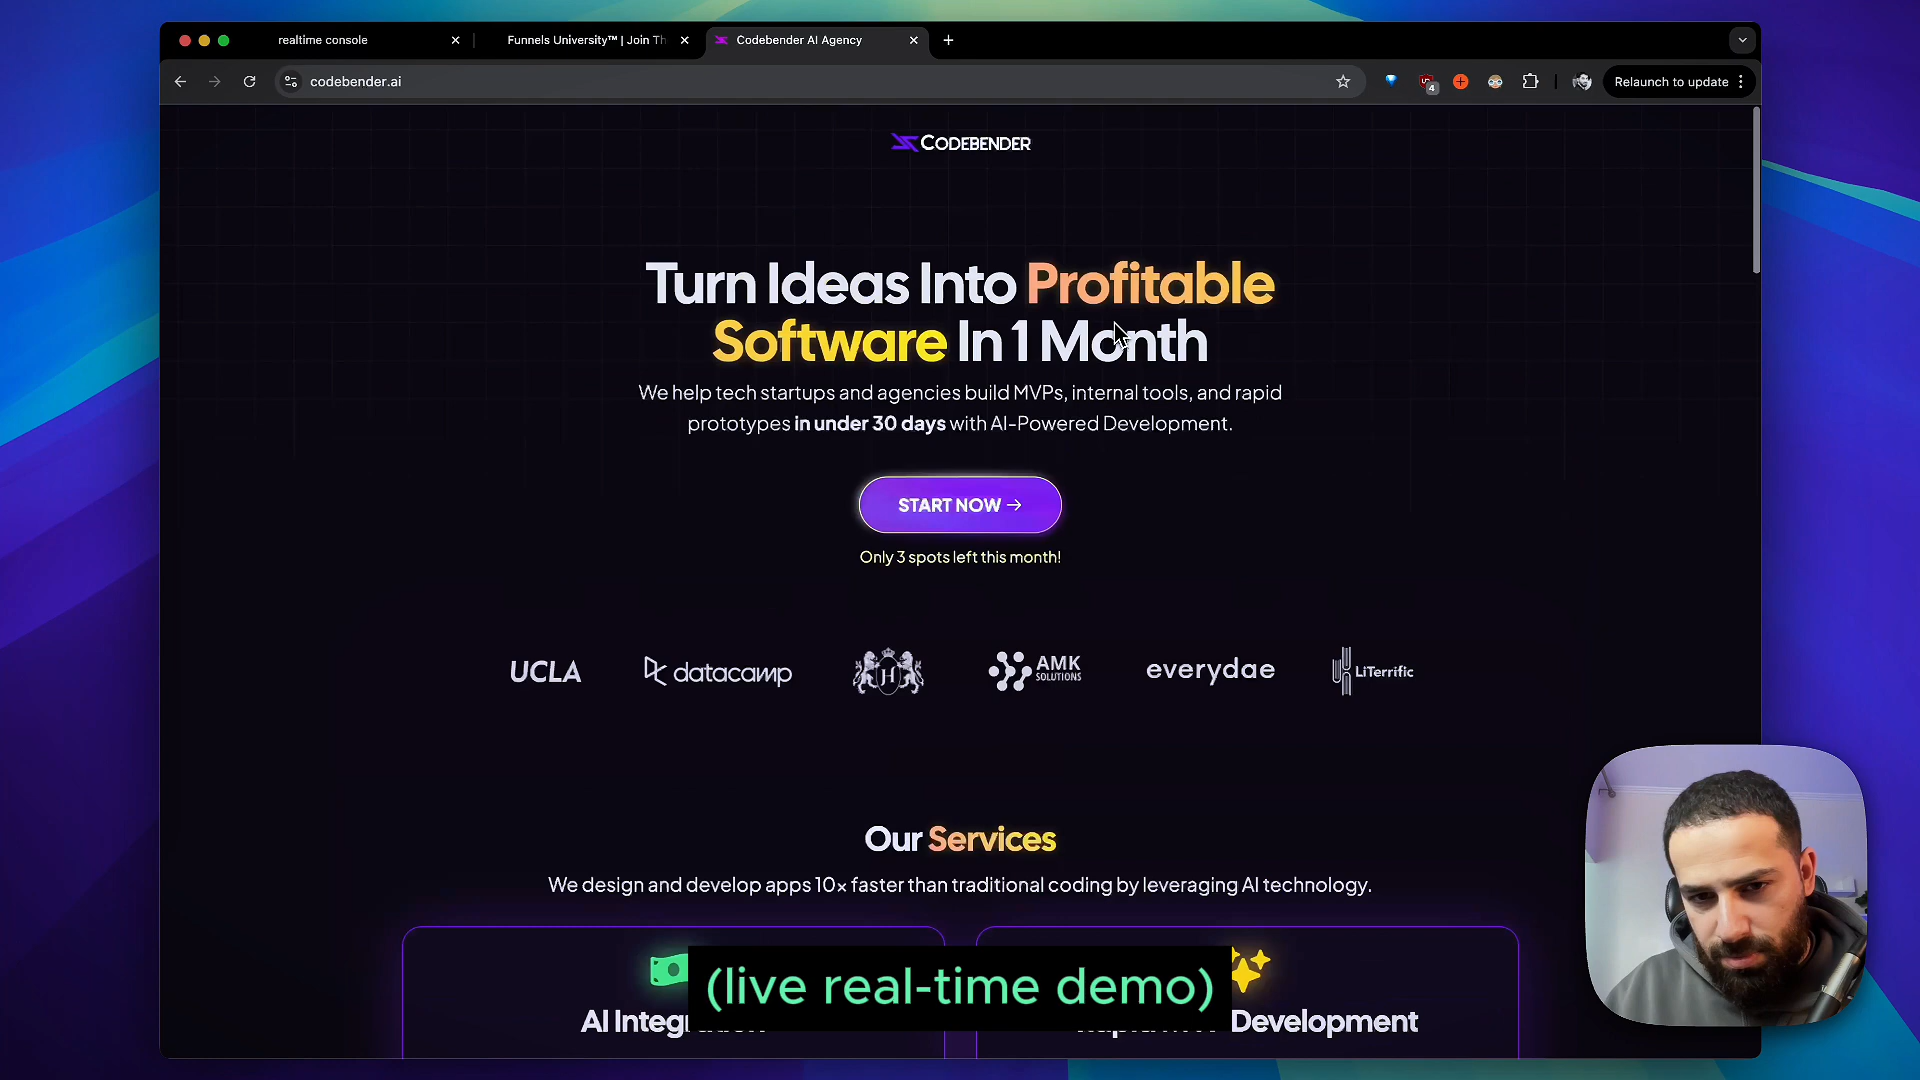 realtime console
Funnels University™ | Join Th
Codebender AI Agency
codebender.ai
4
Relaunch to update
CODEBENDER
Turn Ideas Into Profitable
Software In 1 Month
We help tech startups and agencies build MVPs, internal tools, and rapid
prototypes in under 30 days with AI-Powered Development.
START NOW →
Only 3 spots left this month!
UCLA
datacamp
H
AMK
SOLUTIONS
everydae
LiTerrific
Our Services
We design and develop apps 10x faster than traditional coding by leveraging AI technology.
(live real-time demo)
AI Integration
Development